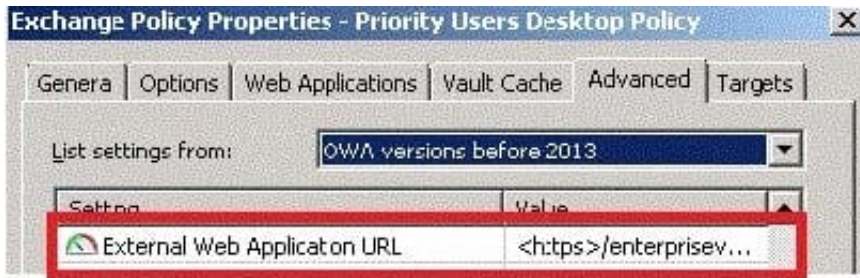 Exchange Policy Properties - Priority Users Desktop Policy
Genera Options Web Applications Vault Cache Advanced Targets
List settings from: OWA versions before 2013
Setting Value
External Web Applicaton URL <https>/enterprisev...